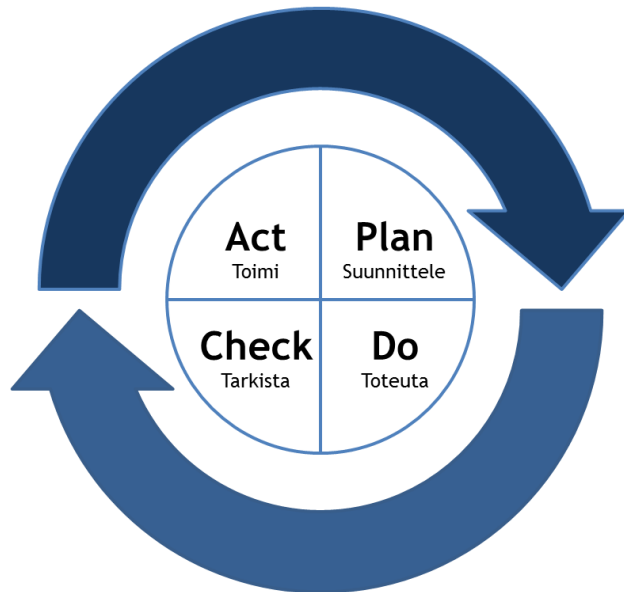 Act
Toimi
Plan
Suunnittele
Check
Tarkista
Do
Toteuta